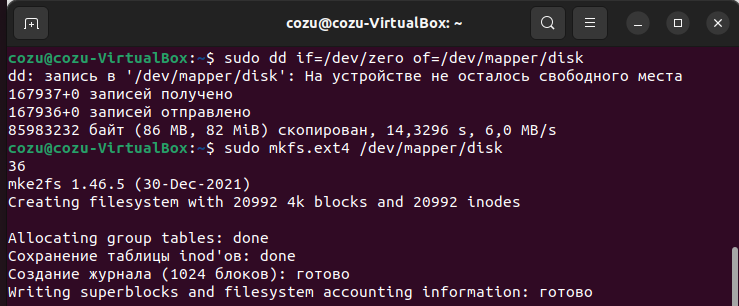 cozu@cozu-VirtualBox: ~
cozu@cozu-VirtualBox:~$ sudo dd if=/dev/zero of=/dev/mapper/disk
dd: запись в '/dev/mapper/disk': На устройстве не осталось свободного места
167937+0 записей получено
167936+0 записей отправлено
85983232 байт (86 MB, 82 MiB) скопирован, 14,3296 s, 6,0 MB/s
cozu@cozu-VirtualBox:~$ sudo mkfs.ext4 /dev/mapper/disk
36
mke2fs 1.46.5 (30-Dec-2021)
Creating filesystem with 20992 4k blocks and 20992 inodes
Allocating group tables: done
Сохранение таблицы inod'ов: done
Создание журнала (1024 блоков): готово
Writing superblocks and filesystem accounting information: готово